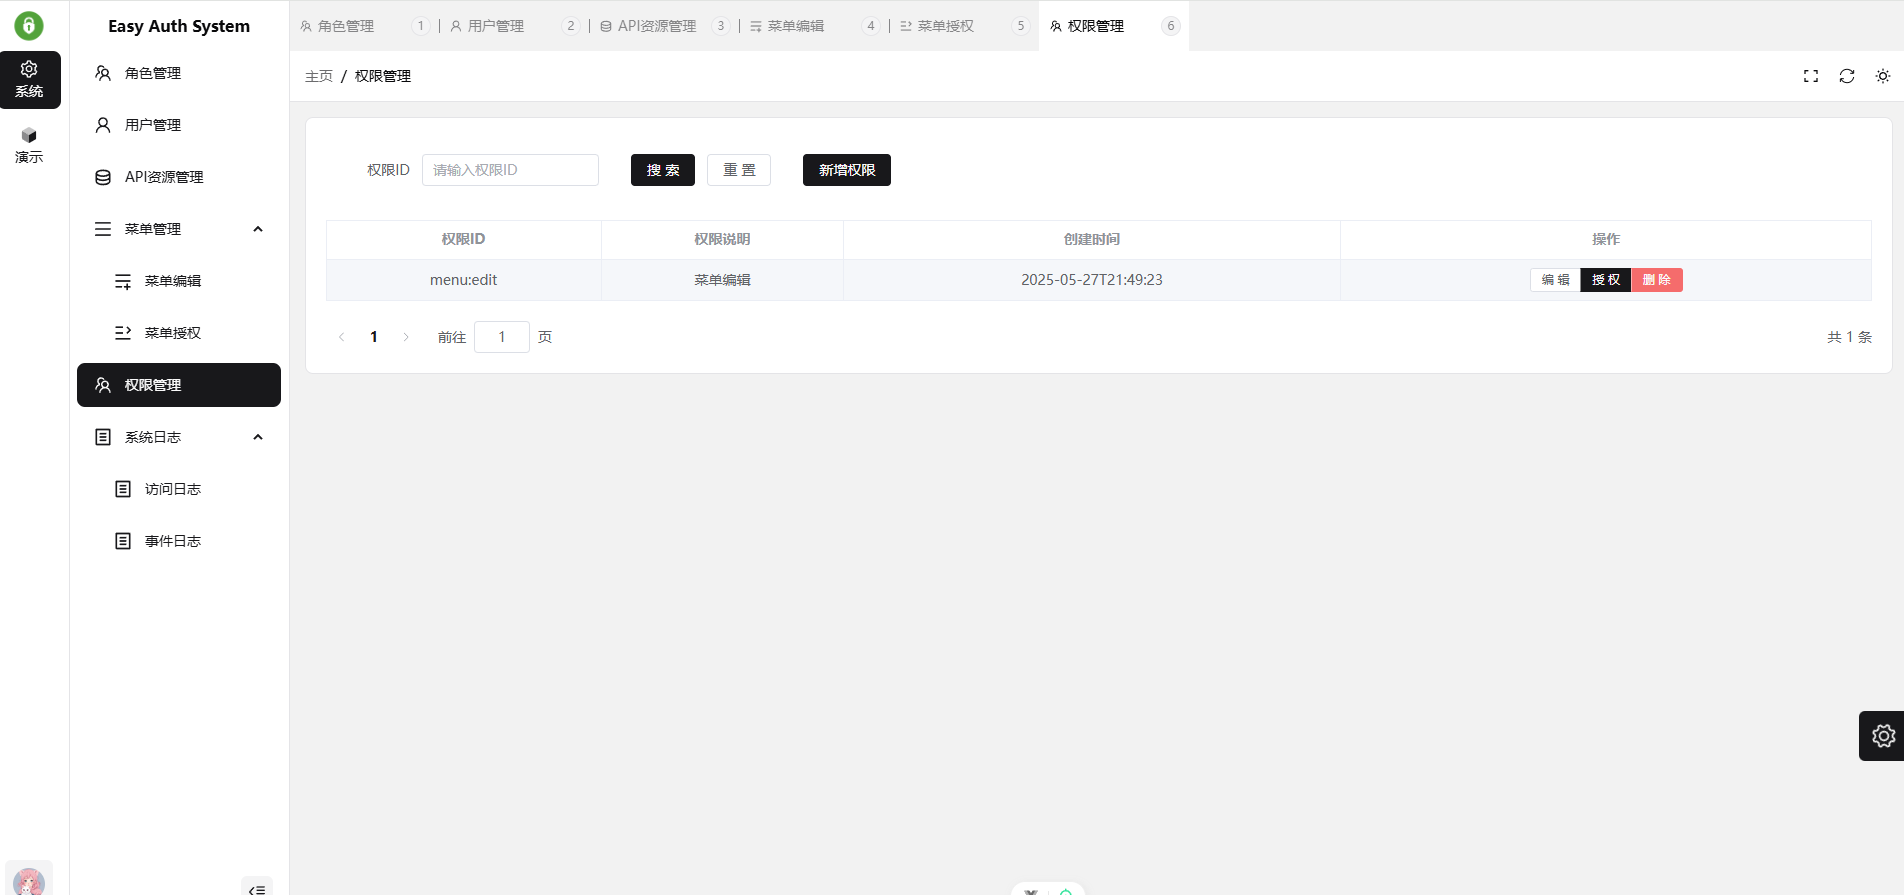 Easy Auth System
系统
演示
角色管理
用户管理
API资源管理
菜单管理
菜单编辑
菜单授权
权限管理
系统日志
访问日志
事件日志
角色管理 1 用户管理 2 API资源管理 3 菜单编辑 4 菜单授权 5 权限管理 6
主页 / 权限管理
权限ID 请输入权限ID 搜索 重置 新增权限
权限ID 权限说明 创建时间 操作
menu:edit 菜单编辑 2025-05-27T21:49:23 编辑 授权 删除
1 前往 1 页 共 1 条